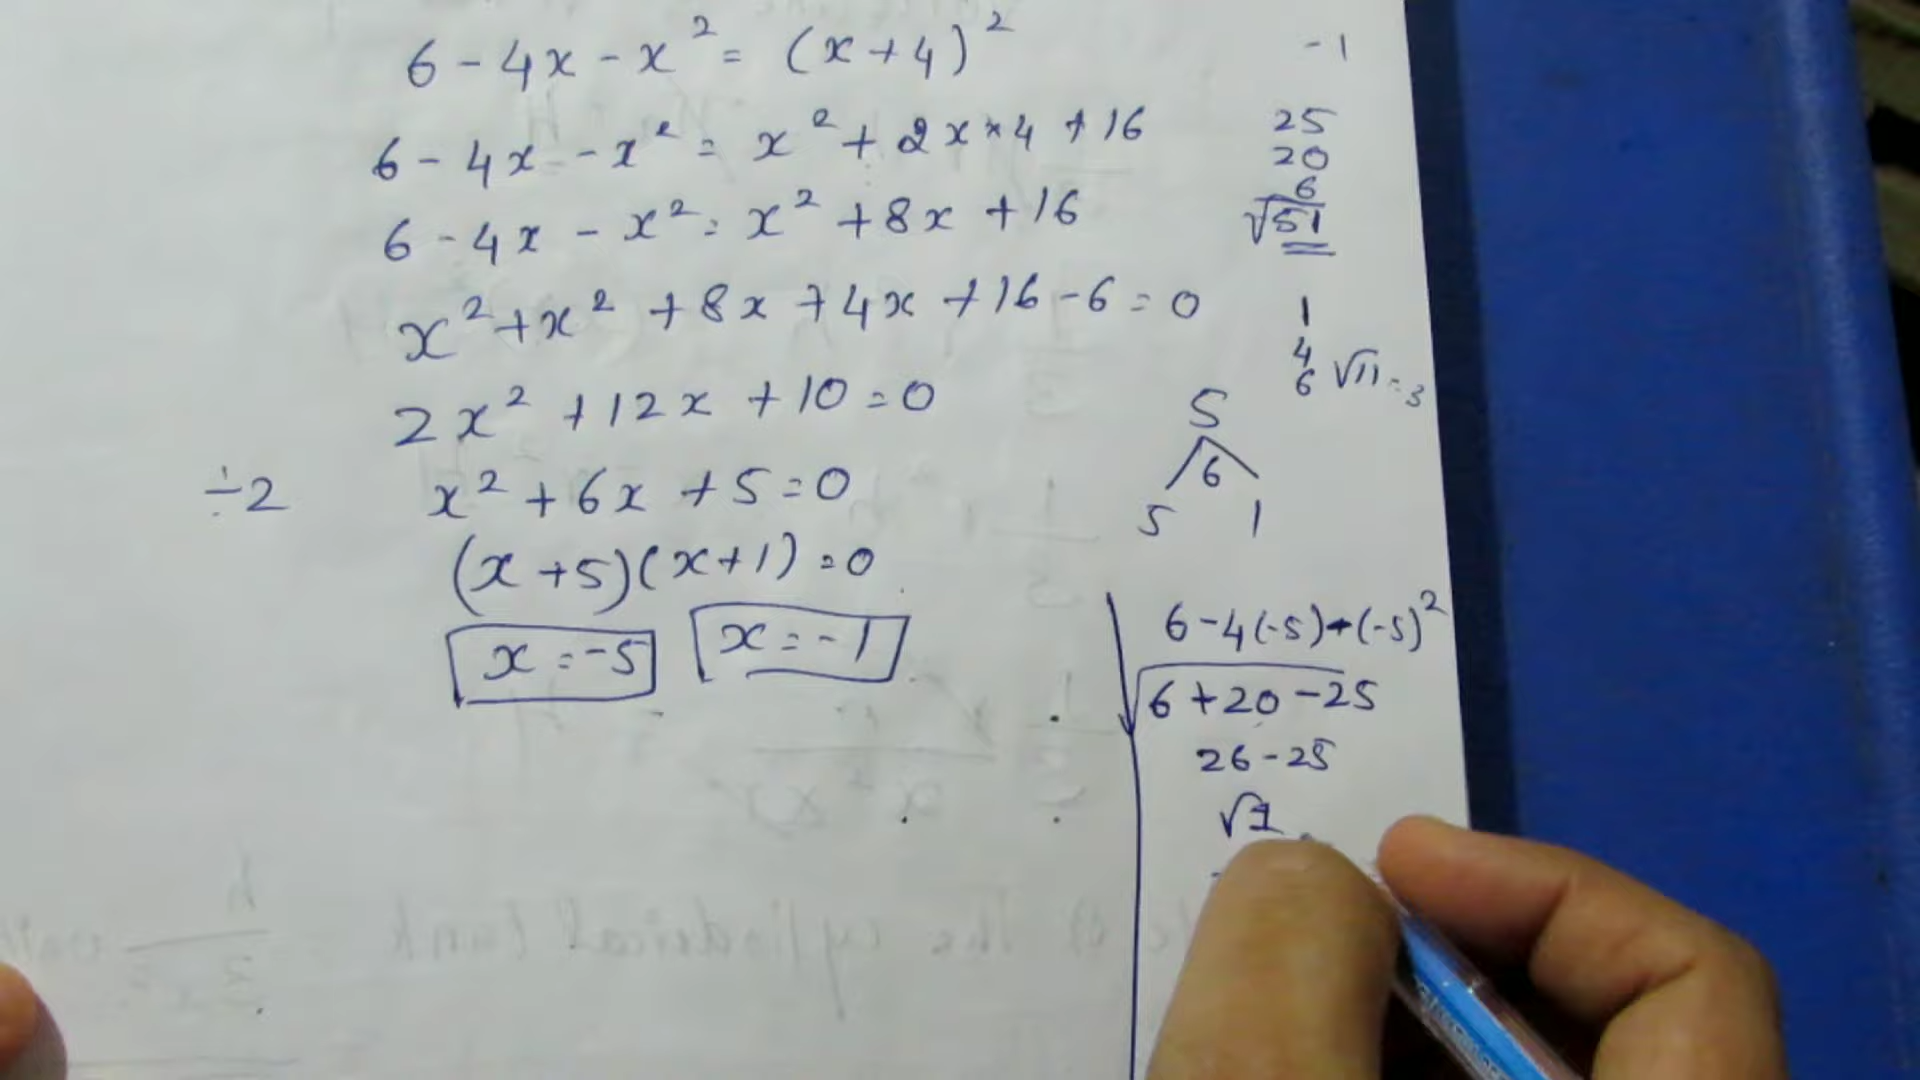 6 - 4x - x² = (x + 4)²
6 - 4x - x² = x² + 2x × 4 + 16
6 - 4x - x² = x² + 8x + 16
x² + x² + 8x + 4x + 16 - 6 = 0
2x² + 12x + 10 = 0
÷2 x² + 6x + 5 = 0
(x + 5)(x + 1) = 0
x = -5 x = -1
-1
25
20
6
√51
1
4
6 √11 = 3
5
6
5 1
6 - 4(-5) - (-5)²
√6 + 20 - 25
26 - 25
√1